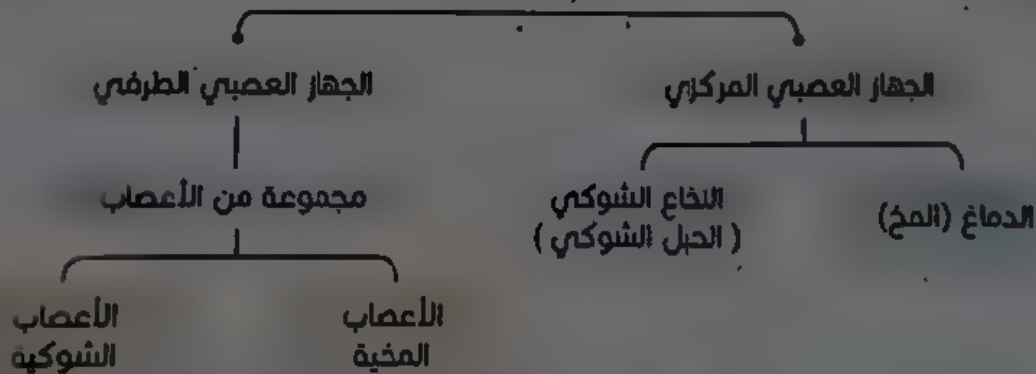 الجهاز العصبي المركزي
الجهاز العصبي الطرفي
الدماغ (المخ)
النخاع الشوكي
(الحبل الشوكي)
مجموعة من الأعصاب
الأعصاب
المخية
الأعصاب
الشوكية